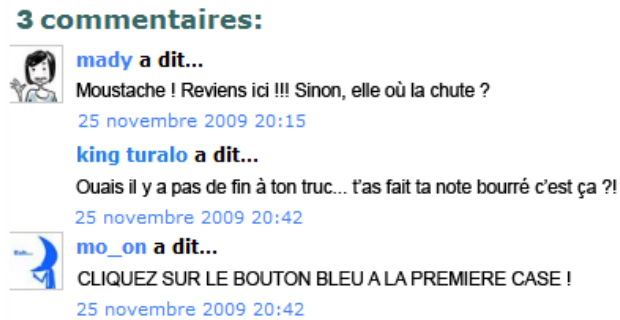 3 commentaires:
mady a dit...
Moustache ! Reviens ici !!! Sinon, elle où la chute ?
25 novembre 2009 20:15
king turalo a dit...
Ouais il y a pas de fin à ton truc... t'as fait ta note bourré c'est ça ?!
25 novembre 2009 20:42
mo_on a dit...
CLIQUEZ SUR LE BOUTON BLEU A LA PREMIERE CASE !
25 novembre 2009 20:42